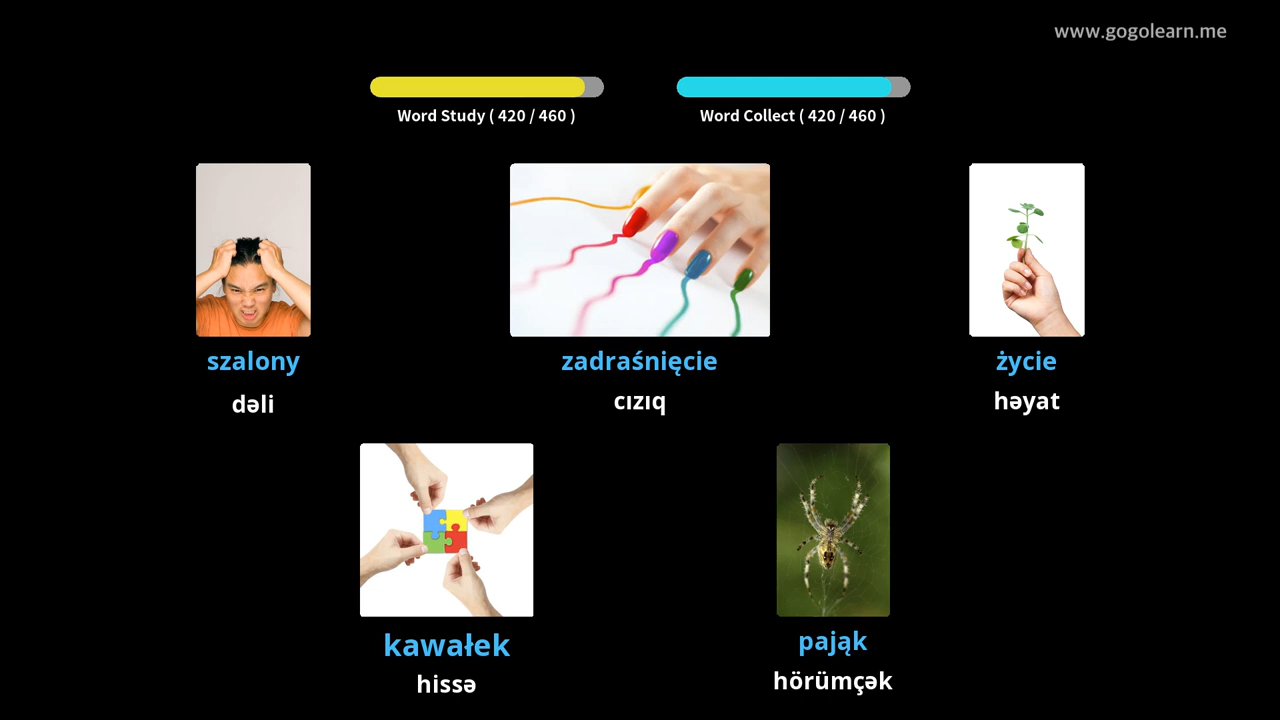 www.gogolearn.me
Word Study ( 420 / 460 )
Word Collect ( 420 / 460 )
szalony
dəli
zadraśnięcie
cızıq
życie
həyat
kawałek
hissə
pająk
hörümçək